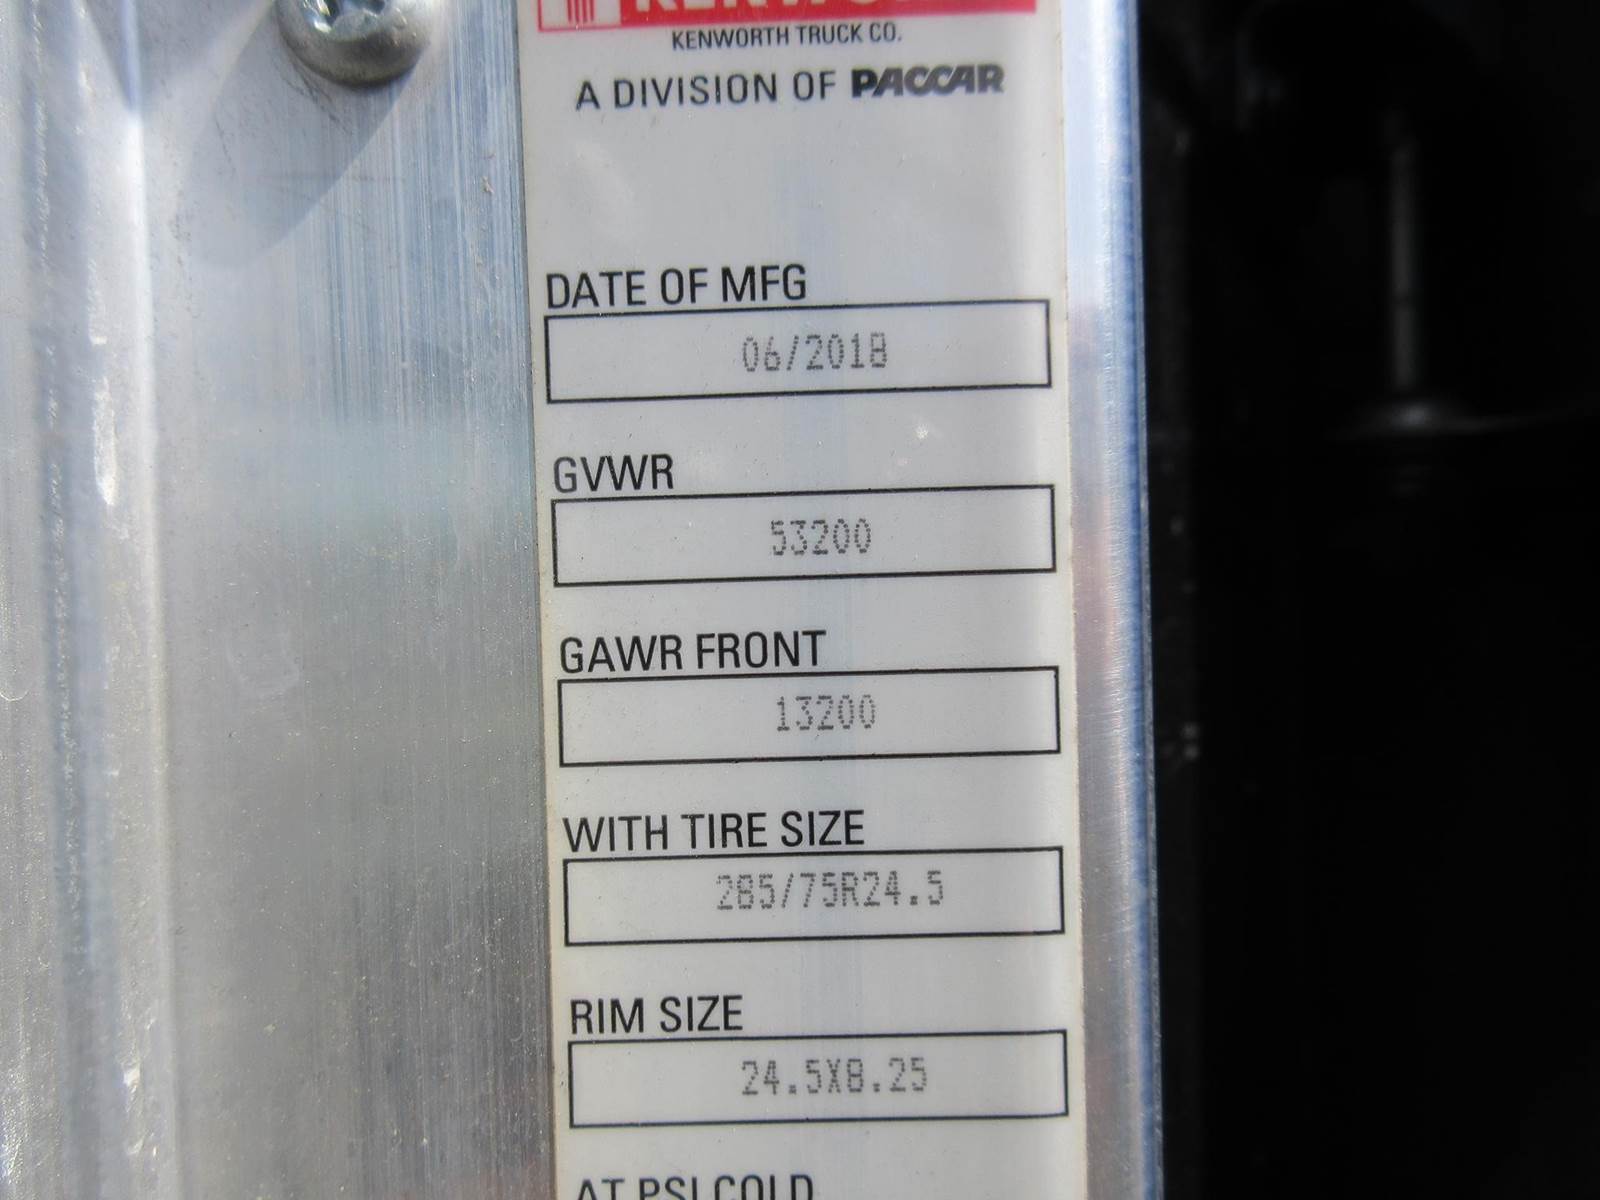 KENWORTH
KENWORTH TRUCK CO.
A DIVISION OF PACCAR
DATE OF MFG
06/2018
GVWR
53200
GAWR FRONT
13200
WITH TIRE SIZE
285/75R24.5
RIM SIZE
24.5X8.25
AT PSI COLD